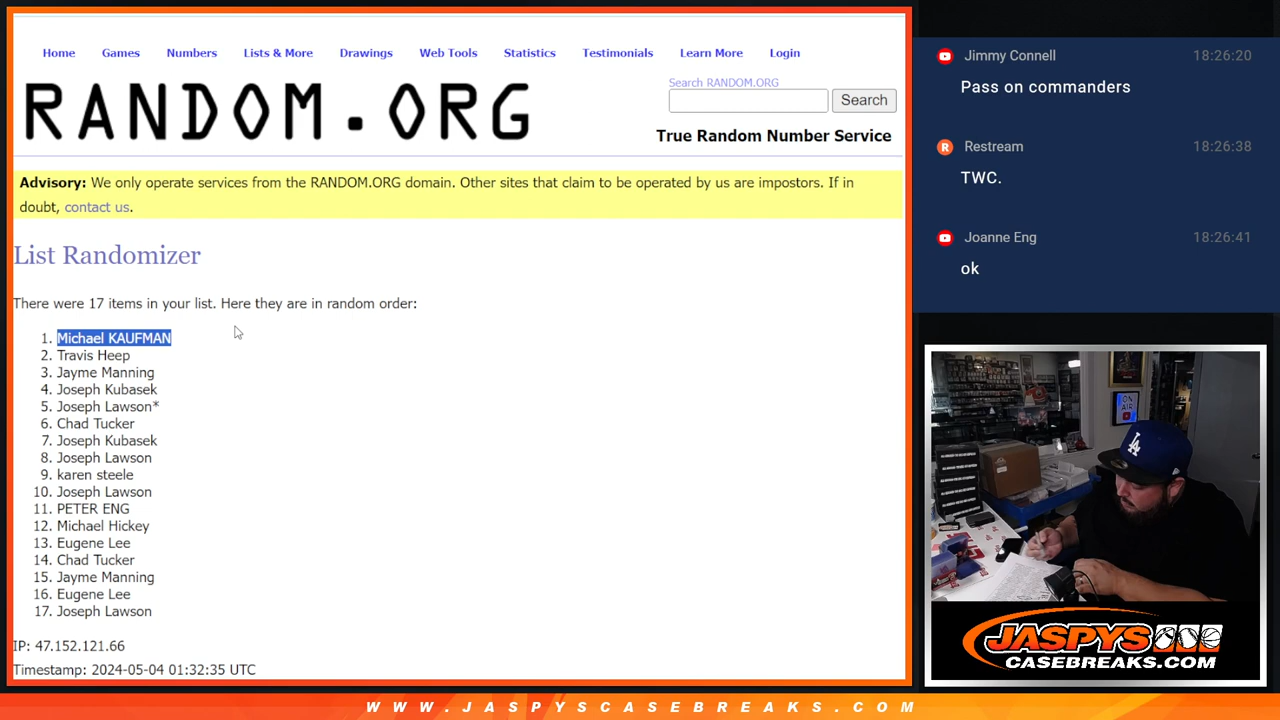 Home Games Numbers Lists & More Drawings Web Tools Statistics Testimonials Learn More Login
RANDOM.ORG
Search RANDOM.ORG
Search
True Random Number Service
Advisory: We only operate services from the RANDOM.ORG domain. Other sites that claim to be operated by us are impostors. If in
doubt, contact us.
List Randomizer
There were 17 items in your list. Here they are in random order:
1. Michael KAUFMAN
2. Travis Heep
3. Jayme Manning
4. Joseph Kubasek
5. Joseph Lawson*
6. Chad Tucker
7. Joseph Kubasek
8. Joseph Lawson
9. karen steele
10. Joseph Lawson
11. PETER ENG
12. Michael Hickey
13. Eugene Lee
14. Chad Tucker
15. Jayme Manning
16. Eugene Lee
17. Joseph Lawson
IP: 47.152.121.66
Timestamp: 2024-05-04 01:32:35 UTC
Jimmy Connell 18:26:20
Pass on commanders
R Restream 18:26:38
TWC.
Joanne Eng 18:26:41
ok
ON
AIR
LA
JASPYS
CASEBREAKS.COM
WWW.JASPYSCASEBREAKS.COM